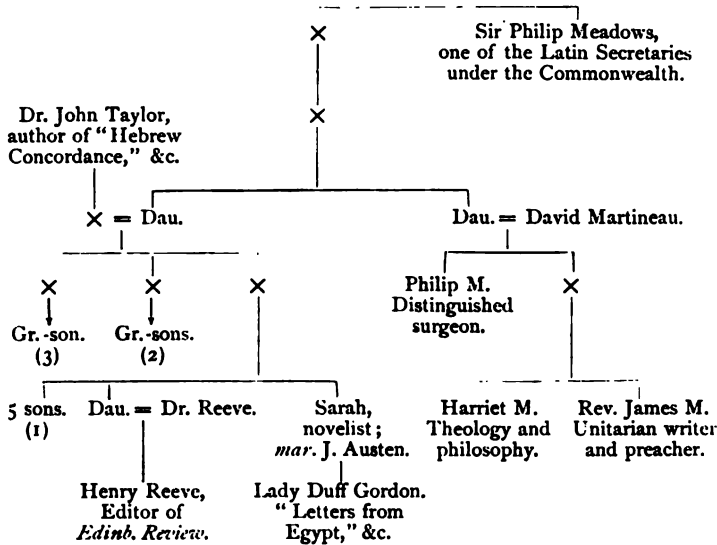 Sir Philip Meadows,
one of the Latin Secretaries
under the Commonwealth.
Dr. John Taylor,
author of "Hebrew
Concordance," &c.
× = Dau.
Dau. = David Martineau.
Philip M.
Distinguished
surgeon.
Gr.-son.
(3)
Gr.-sons.
(2)
5 sons.
(1)
Dau. = Dr. Reeve.
Sarah,
novelist;
mar. J. Austen.
Harriet M.
Theology and
philosophy.
Rev. James M.
Unitarian writer
and preacher.
Henry Reeve,
Editor of
Edinb. Review.
Lady Duff Gordon.
"Letters from
Egypt," &c.